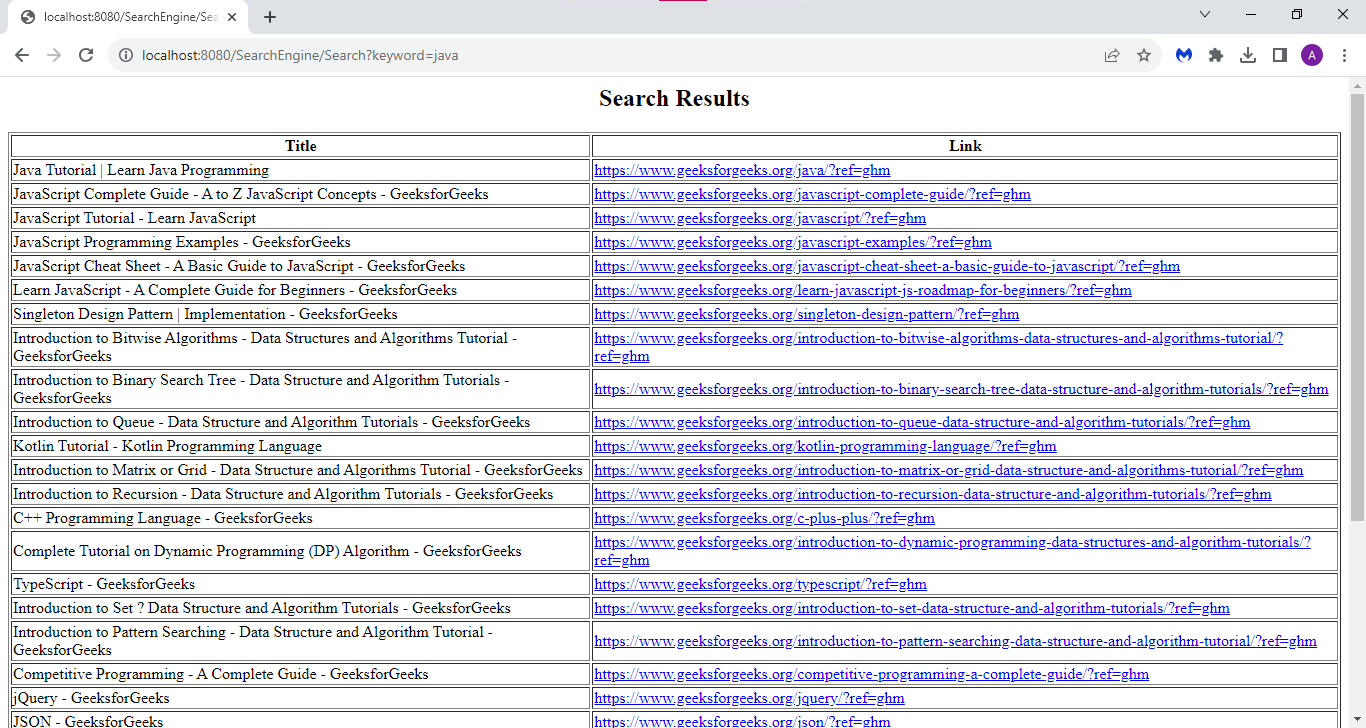 localhost:8080/SearchEngine/Sea
localhost:8080/SearchEngine/Search?keyword=java
A
Search Results
Title Link
Java Tutorial | Learn Java Programming https://www.geeksforgeeks.org/java/?ref=ghm
JavaScript Complete Guide - A to Z JavaScript Concepts - GeeksforGeeks https://www.geeksforgeeks.org/javascript-complete-guide/?ref=ghm
JavaScript Tutorial - Learn JavaScript https://www.geeksforgeeks.org/javascript/?ref=ghm
JavaScript Programming Examples - GeeksforGeeks https://www.geeksforgeeks.org/javascript-examples/?ref=ghm
JavaScript Cheat Sheet - A Basic Guide to JavaScript - GeeksforGeeks https://www.geeksforgeeks.org/javascript-cheat-sheet-a-basic-guide-to-javascript/?ref=ghm
Learn JavaScript - A Complete Guide for Beginners - GeeksforGeeks https://www.geeksforgeeks.org/learn-javascript-js-roadmap-for-beginners/?ref=ghm
Singleton Design Pattern | Implementation - GeeksforGeeks https://www.geeksforgeeks.org/singleton-design-pattern/?ref=ghm
Introduction to Bitwise Algorithms - Data Structures and Algorithms Tutorial -
GeeksforGeeks
https://www.geeksforgeeks.org/introduction-to-bitwise-algorithms-data-structures-and-algorithms-tutorial/?
ref=ghm
Introduction to Binary Search Tree - Data Structure and Algorithm Tutorials -
GeeksforGeeks
https://www.geeksforgeeks.org/introduction-to-binary-search-tree-data-structure-and-algorithm-tutorials/?ref=ghm
Introduction to Queue - Data Structure and Algorithm Tutorials - GeeksforGeeks https://www.geeksforgeeks.org/introduction-to-queue-data-structure-and-algorithm-tutorials/?ref=ghm
Kotlin Tutorial - Kotlin Programming Language https://www.geeksforgeeks.org/kotlin-programming-language/?ref=ghm
Introduction to Matrix or Grid - Data Structure and Algorithms Tutorial - GeeksforGeeks https://www.geeksforgeeks.org/introduction-to-matrix-or-grid-data-structure-and-algorithms-tutorial/?ref=ghm
Introduction to Recursion - Data Structure and Algorithm Tutorials - GeeksforGeeks https://www.geeksforgeeks.org/introduction-to-recursion-data-structure-and-algorithm-tutorials/?ref=ghm
C++ Programming Language - GeeksforGeeks https://www.geeksforgeeks.org/c-plus-plus/?ref=ghm
Complete Tutorial on Dynamic Programming (DP) Algorithm - GeeksforGeeks
https://www.geeksforgeeks.org/introduction-to-dynamic-programming-data-structures-and-algorithm-tutorials/?
ref=ghm
TypeScript - GeeksforGeeks https://www.geeksforgeeks.org/typescript/?ref=ghm
Introduction to Set ? Data Structure and Algorithm Tutorials - GeeksforGeeks https://www.geeksforgeeks.org/introduction-to-set-data-structure-and-algorithm-tutorials/?ref=ghm
Introduction to Pattern Searching - Data Structure and Algorithm Tutorial -
GeeksforGeeks
https://www.geeksforgeeks.org/introduction-to-pattern-searching-data-structure-and-algorithm-tutorial/?ref=ghm
Competitive Programming - A Complete Guide - GeeksforGeeks https://www.geeksforgeeks.org/competitive-programming-a-complete-guide/?ref=ghm
jQuery - GeeksforGeeks https://www.geeksforgeeks.org/jquery/?ref=ghm
JSON - GeeksforGeeks https://www.geeksforgeeks.org/json/?ref=ghm